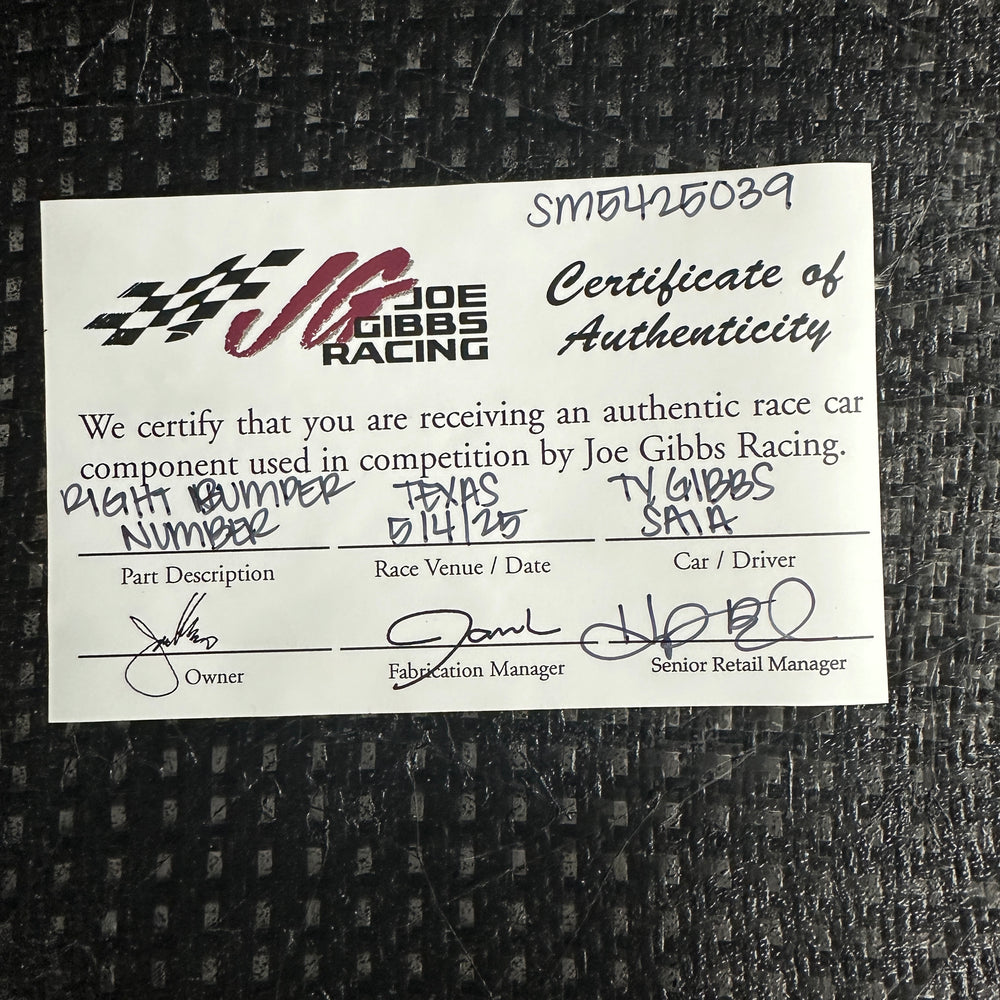 SM5425039
JG JOE
GIBBS
RACING
Certificate of
Authenticity
We certify that you are receiving an authentic race car
component used in competition by Joe Gibbs Racing.
RIGHT BUMPER TEXAS TY GIBBS
NUMBER 5/4/25 SAIA
Part Description Race Venue / Date Car / Driver
Owner Fabrication Manager Senior Retail Manager